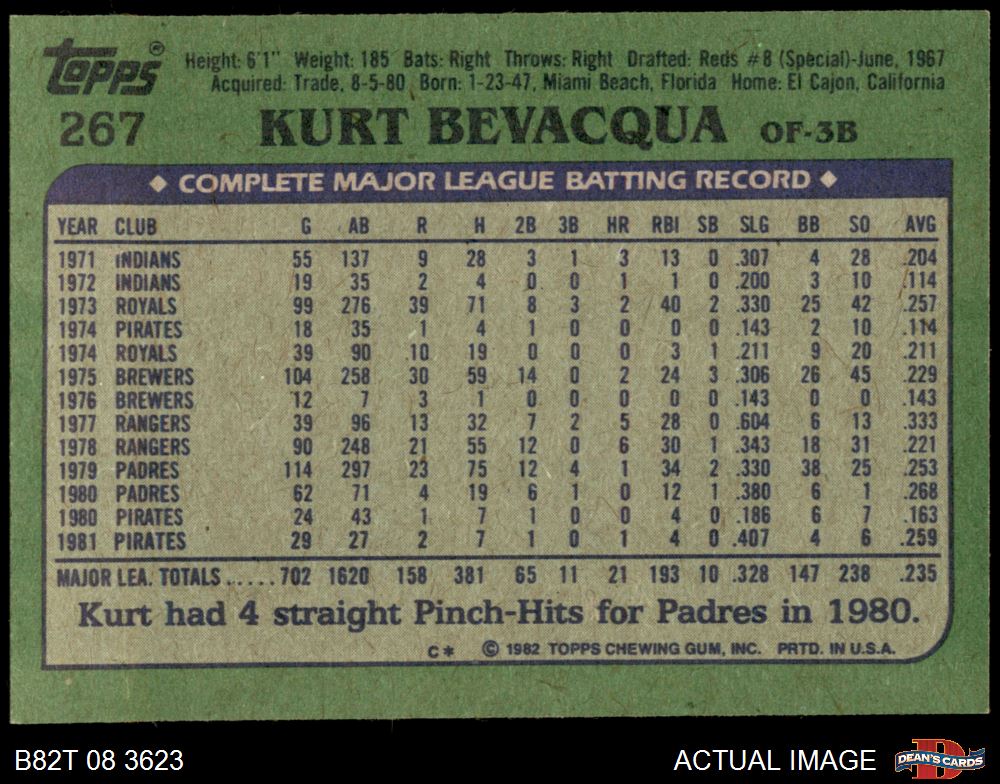 Topps® Height: 6'1" Weight: 185 Bats: Right Throws: Right Drafted: Reds #8 (Special)-June, 1967
Acquired: Trade, 8-5-80 Born: 1-23-47, Miami Beach, Florida Home: El Cajon, California
267 KURT BEVACQUA OF-3B
◆ COMPLETE MAJOR LEAGUE BATTING RECORD ◆
YEAR CLUB G AB R H 2B 3B HR RBI SB SLG BB SO AVG
1971 INDIANS 55 137 9 28 3 1 3 13 0 .307 4 28 .204
1972 INDIANS 19 35 2 4 0 0 1 1 0 .200 3 10 .114
1973 ROYALS 99 276 39 71 8 3 2 40 2 .330 25 42 .257
1974 PIRATES 18 35 1 4 1 0 0 0 0 .143 2 10 .114
1974 ROYALS 39 90 10 19 0 0 0 3 1 .211 9 20 .211
1975 BREWERS 104 258 30 59 14 0 2 24 3 .306 26 45 .229
1976 BREWERS 12 7 3 1 0 0 0 0 0 .143 0 0 .143
1977 RANGERS 39 96 13 32 7 2 5 28 0 .604 6 13 .333
1978 RANGERS 90 248 21 55 12 0 6 30 1 .343 18 31 .221
1979 PADRES 114 297 23 75 12 4 1 34 2 .330 38 25 .253
1980 PADRES 62 71 4 19 6 1 0 12 1 .380 6 1 .268
1980 PIRATES 24 43 1 7 1 0 0 4 0 .186 6 7 .163
1981 PIRATES 29 27 2 7 1 0 1 4 0 .407 4 6 .259
MAJOR LEA. TOTALS......702 1620 158 381 65 11 21 193 10 .328 147 238 .235
Kurt had 4 straight Pinch-Hits for Padres in 1980.
C* © 1982 TOPPS CHEWING GUM, INC. PRTD. IN U.S.A.
B82T 08 3623 ACTUAL IMAGE D DEAN'S CARDS